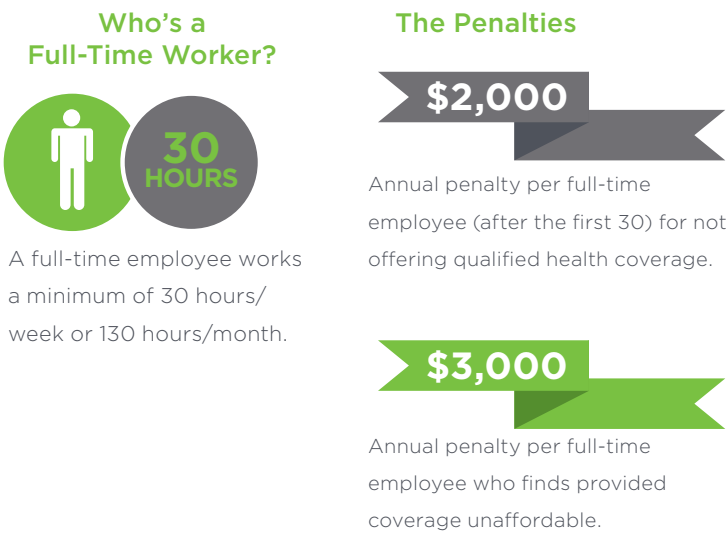 Who’s a
Full-Time Worker?
30
HOURS
A full-time employee works
a minimum of 30 hours/
week or 130 hours/month.
The Penalties
$2,000
Annual penalty per full-time
employee (after the first 30) for not
offering qualified health coverage.
$3,000
Annual penalty per full-time
employee who finds provided
coverage unaffordable.